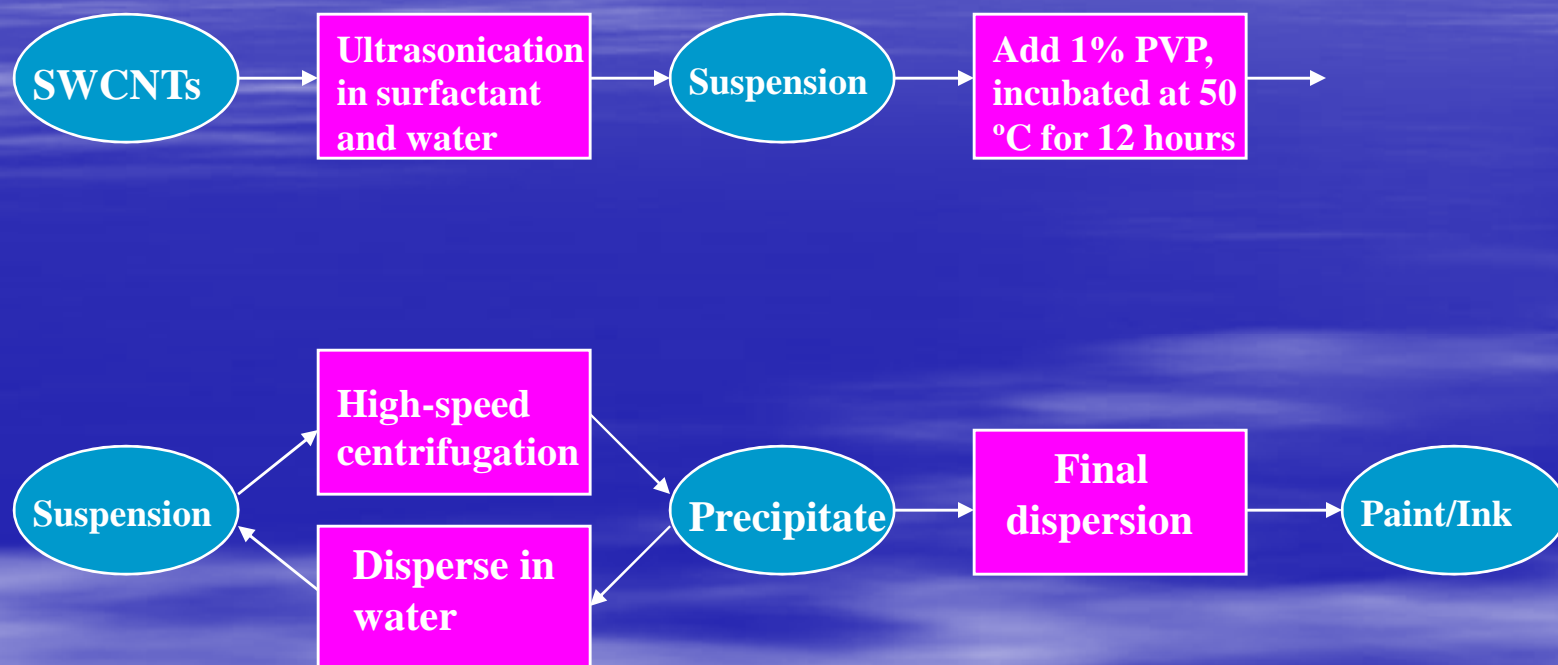 SWCNTs
Ultrasonication
in surfactant
and water
Suspension
Add 1% PVP,
incubated at 50
ºC for 12 hours
Suspension
High-speed
centrifugation
Disperse in
water
Precipitate
Final
dispersion
Paint/Ink